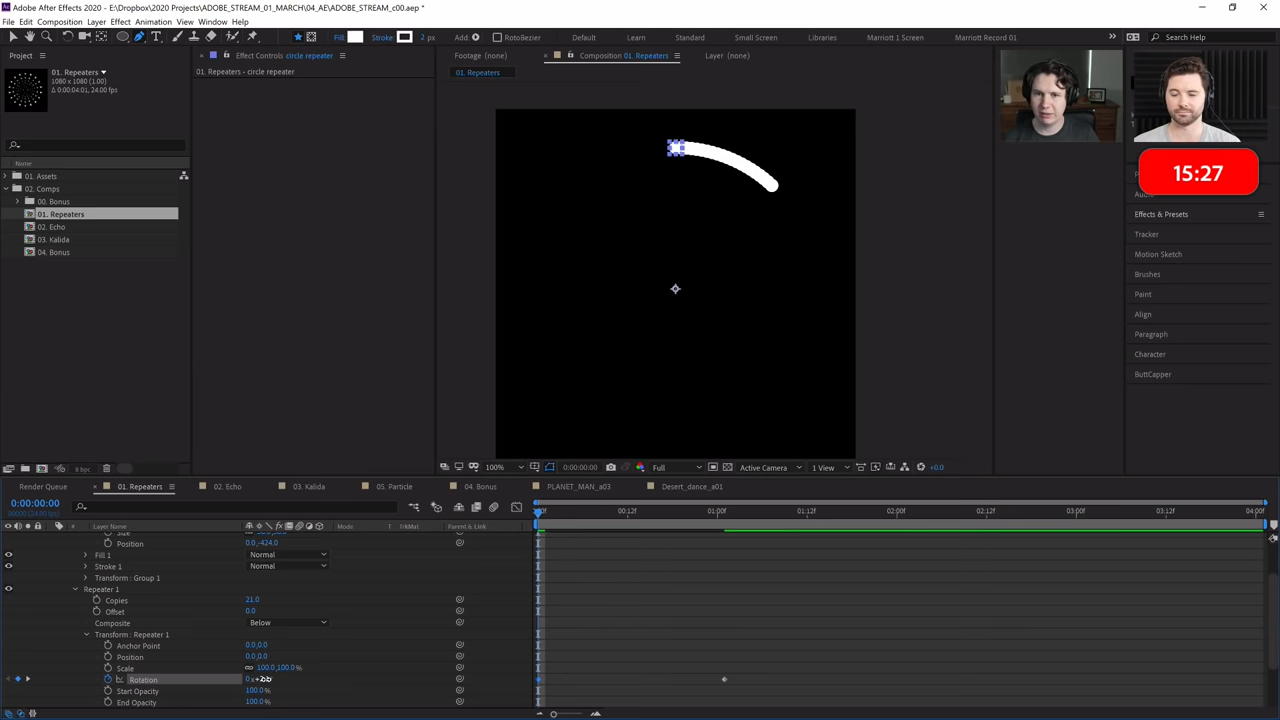 Adobe After Effects 2020 - E:\Dropbox\2020 Projects\ADOBE_STREAM_01_MARCH\04_AE\ADOBE_STREAM_c00.aep *
File Edit Composition Layer Effect Animation View Window Help
Fill: Stroke: 2 px Add: RotoBezier Default Learn Standard Small Screen Libraries Marriott 1 Screen Marriott Record 01 Search Help
Project
Effect Controls circle repeater
Footage (none) Composition 01. Repeaters Layer (none)
01. Repeaters
1080 x 1080 (1.00)
Δ 0:00:04:01, 24.00 fps
01. Repeaters - circle repeater
01. Repeaters
15:27
Name
01. Assets
02. Comps
00. Bonus
01. Repeaters
02. Echo
03. Kalida
04. Bonus
Effects & Presets
Tracker
Motion Sketch
Brushes
Paint
Align
Paragraph
Character
ButtCapper
8 bpc
100% 0:00:00:00 Full Active Camera 1 View +0.0
Render Queue 01. Repeaters 02. Echo 03. Kalida 05. Particle 04. Bonus PLANET_MAN_a03 Desert_dance_a01
0:00:00:00
00000 (24.00 fps)
00:12f 01:00f 01:12f 02:00f 02:12f 03:00f 03:12f 04:00f
# Layer Name Mode T TrkMat Parent & Link
Position 0.0,-424.0
Fill 1 Normal
Stroke 1 Normal
Transform : Group 1
Repeater 1
Copies 21.0
Offset 0.0
Composite Below
Transform : Repeater 1
Anchor Point 0.0,0.0
Position 0.0,0.0
Scale 100.0,100.0 %
Rotation
Start Opacity 100.0 %
End Opacity 100.0 %